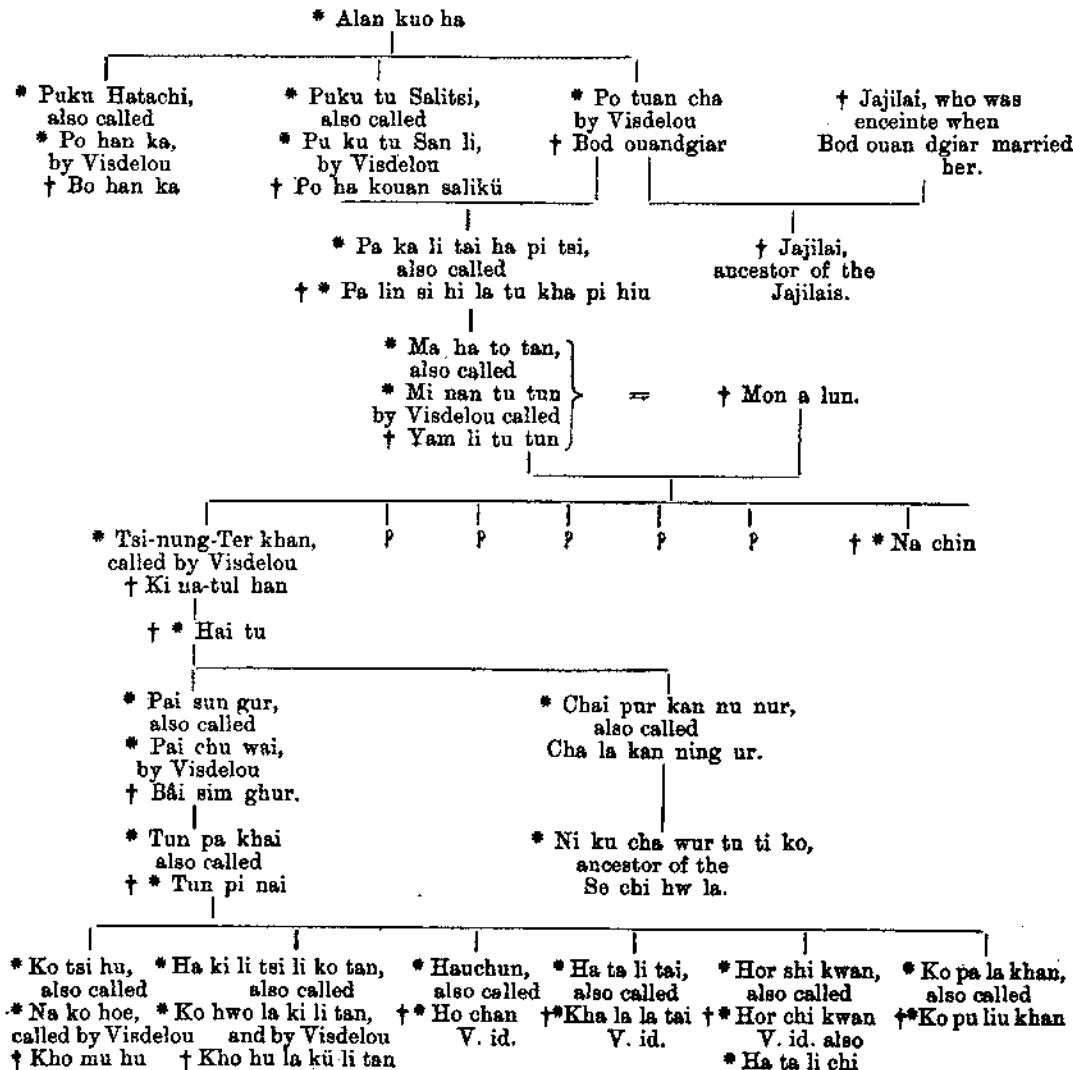 * Alan kuo ha
* Puku Hatachi,
also called
* Po han ka,
by Visdelou
† Bo han ka
* Puku tu Salitsi,
also called
* Pu ku tu San li,
by Visdelou
† Po ha kouan salikü
* Po tuan cha
by Visdelou
† Bod ouandgiar
† Jajilai, who was
enceinte when
Bod ouan dgiar married
her.
* Pa ka li tai ha pi tsi,
also called
† * Pa lin si hi la tu kha pi hiu
† Jajilai,
ancestor of the
Jajilais.
* Ma ha to tan,
also called
* Mi nan tu tun
by Visdelou called
† Yam li tu tun
=
† Mon a lun.
* Tsi-nung-Ter khan,
called by Visdelou
† Ki ua-tul han
? ? ? ? ?
† * Na chin
† * Hai tu
* Pai sun gur,
also called
* Pai chu wai,
by Visdelou
† Bâi sim ghur.
* Chai pur kan nu nur,
also called
Cha la kan ning ur.
* Tun pa khai
also called
† * Tun pi nai
* Ni ku cha wur tu ti ko,
ancestor of the
Se chi hw la.
* Ko tsi hu,
also called
* Na ko hoe,
called by Visdelou
† Kho mu hu
* Ha ki li tsi li ko tan,
also called
* Ko hwo la ki li tan,
and by Visdelou
† Kho hu la kü li tan
* Hauchun,
also called
† * Ho chan
V. id.
* Ha ta li tai,
also called
†* Kha la la tai
V. id.
* Hor shi kwan,
also called
†* Hor chi kwan
V. id. also
* Ha ta li chi
* Ko pa la khan,
also called
†* Ko pu liu khan